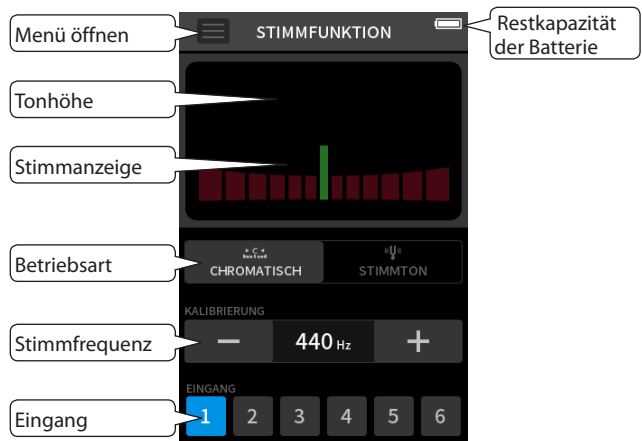 Menü öffnen
STIMMFUNKTION
Restkapazität
der Batterie
Tonhöhe
Stimmanzeige
Betriebsart
C
CHROMATISCH
STIMMTON
KALIBRIERUNG
Stimmfrequenz
− 440 Hz +
EINGANG
Eingang
1 2 3 4 5 6